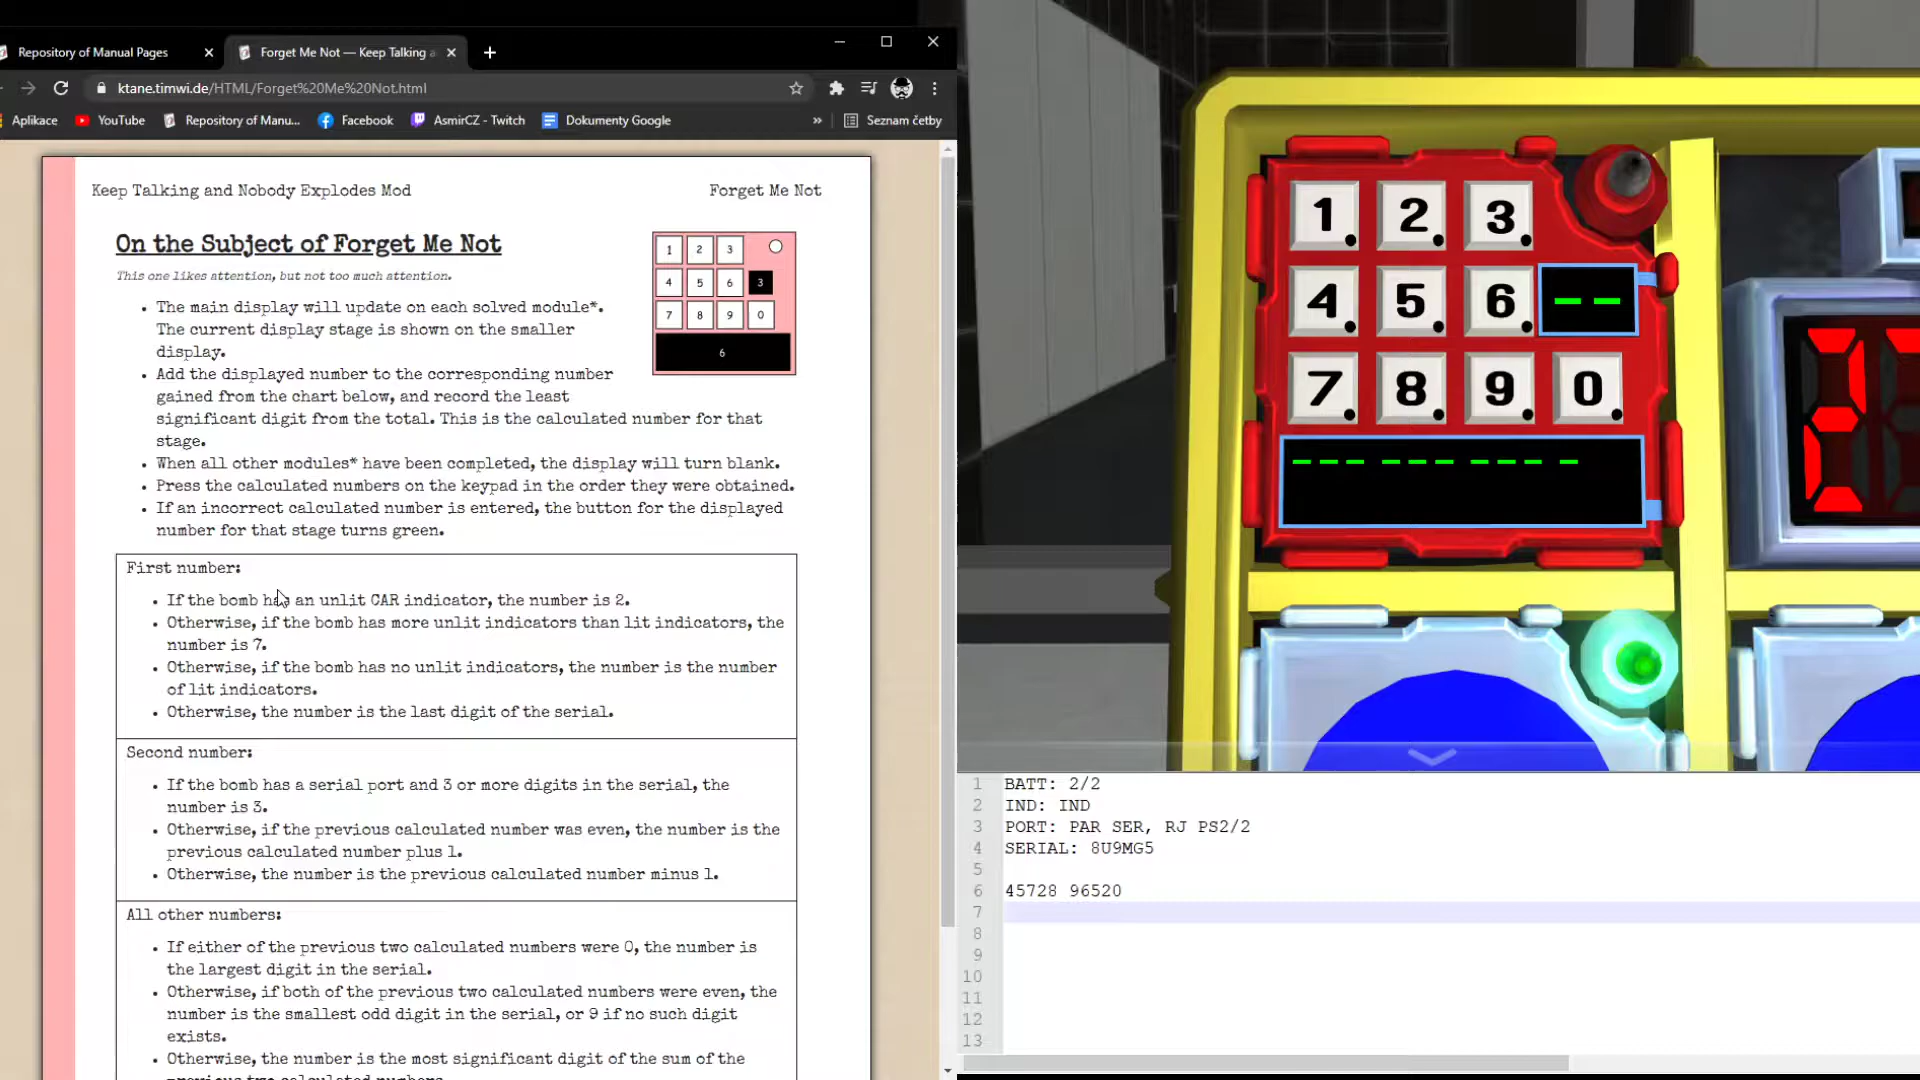 Repository of Manual Pages
Forget Me Not — Keep Talking a
ktane.timwi.de/HTML/Forget%20Me%20Not.html
Aplikace
YouTube
Repository of Manu...
Facebook
AsmirCZ - Twitch
Dokumenty Google
»
Seznam četby
Keep Talking and Nobody Explodes Mod
Forget Me Not
On the Subject of Forget Me Not
This one likes attention, but not too much attention.
• The main display will update on each solved module*.
The current display stage is shown on the smaller
display.
• Add the displayed number to the corresponding number
gained from the chart below, and record the least
significant digit from the total. This is the calculated number for that
stage.
• When all other modules* have been completed, the display will turn blank.
• Press the calculated numbers on the keypad in the order they were obtained.
• If an incorrect calculated number is entered, the button for the displayed
number for that stage turns green.
1 2 3
4 5 6 3
7 8 9 0
6
First number:
• If the bomb has an unlit CAR indicator, the number is 2.
• Otherwise, if the bomb has more unlit indicators than lit indicators, the
number is 7.
• Otherwise, if the bomb has no unlit indicators, the number is the number
of lit indicators.
• Otherwise, the number is the last digit of the serial.
Second number:
• If the bomb has a serial port and 3 or more digits in the serial, the
number is 3.
• Otherwise, if the previous calculated number was even, the number is the
previous calculated number plus 1.
• Otherwise, the number is the previous calculated number minus 1.
All other numbers:
• If either of the previous two calculated numbers were 0, the number is
the largest digit in the serial.
• Otherwise, if both of the previous two calculated numbers were even, the
number is the smallest odd digit in the serial, or 9 if no such digit
exists.
• Otherwise, the number is the most significant digit of the sum of the
previous two calculated numbers.
1 2 3
4 5 6 --
7 8 9 0
--- --- --- -
1 BATT: 2/2
2 IND: IND
3 PORT: PAR SER, RJ PS2/2
4 SERIAL: 8U9MG5
5
6 45728 96520
7
8
9
10
11
12
13